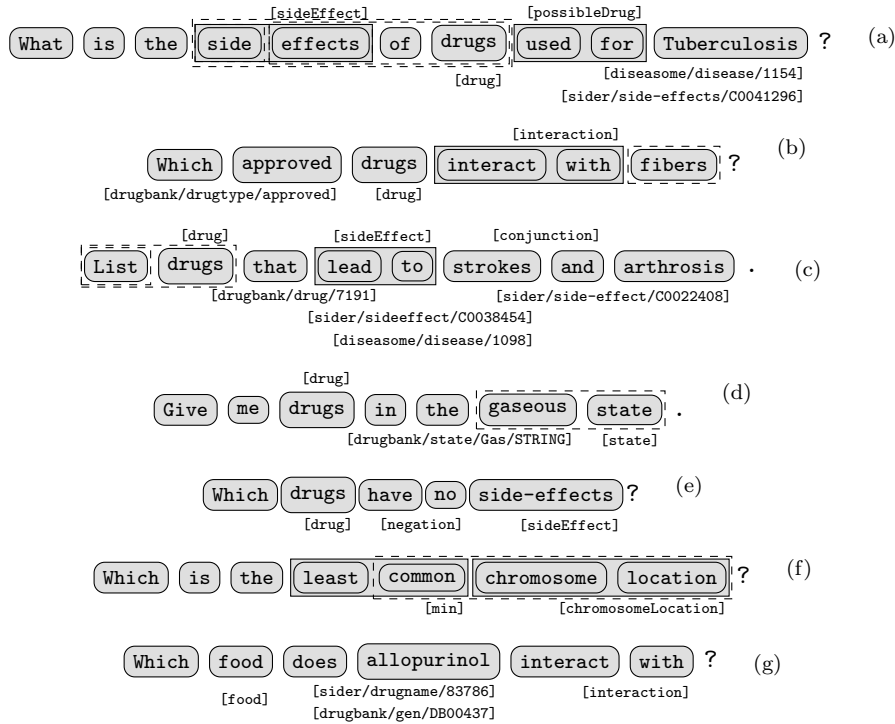 [sideEffect] [possibleDrug]
What is the side effects of drugs used for Tuberculosis ? (a)
[drug] [diseasome/disease/1154]
[sider/side-effects/C0041296]
[interaction]
Which approved drugs interact with fibers ? (b)
[drugbank/drugtype/approved] [drug]
[drug] [sideEffect] [conjunction]
List drugs that lead to strokes and arthrosis . (c)
[drugbank/drug/7191] [sider/side-effect/C0022408]
[sider/sideeffect/C0038454]
[diseasome/disease/1098]
[drug]
Give me drugs in the gaseous state . (d)
[drugbank/state/Gas/STRING] [state]
Which drugs have no side-effects ? (e)
[drug] [negation] [sideEffect]
Which is the least common chromosome location ? (f)
[min] [chromosomeLocation]
Which food does allopurinol interact with ? (g)
[food] [sider/drugname/83786] [interaction]
[drugbank/gen/DB00437]